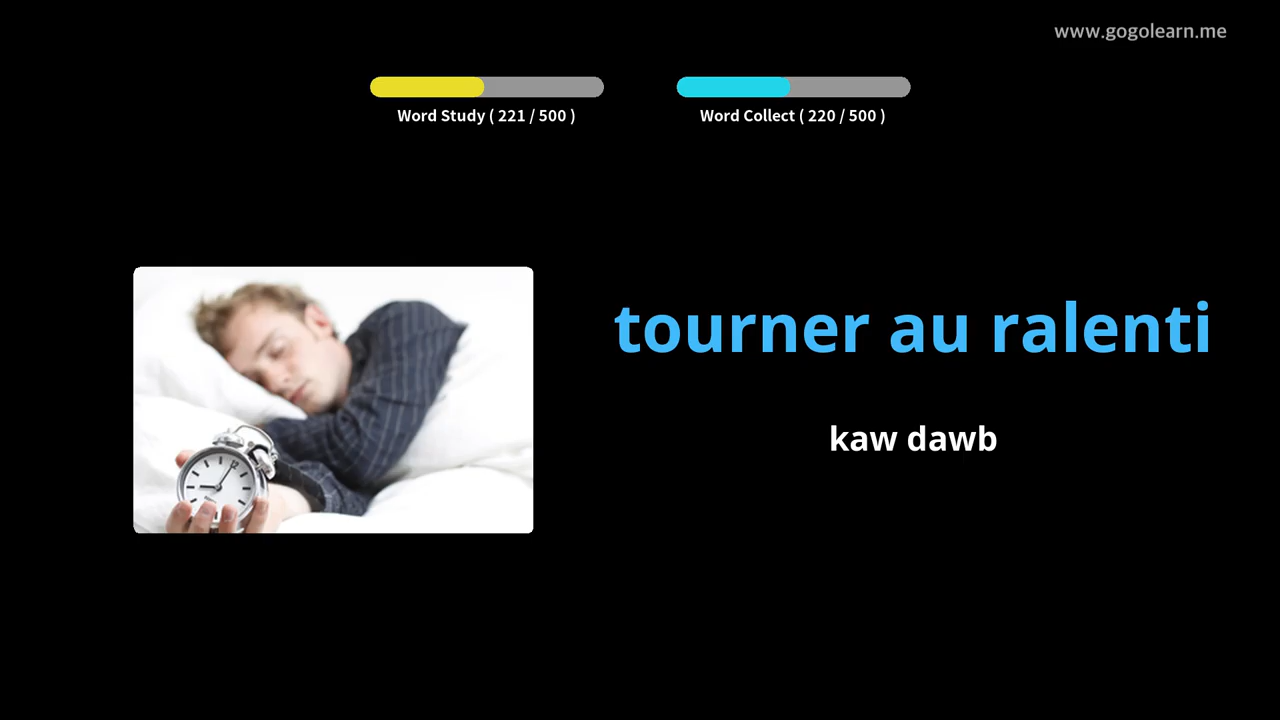 www.gogolearn.me
Word Study ( 221 / 500 )
Word Collect ( 220 / 500 )
tourner au ralenti
kaw dawb